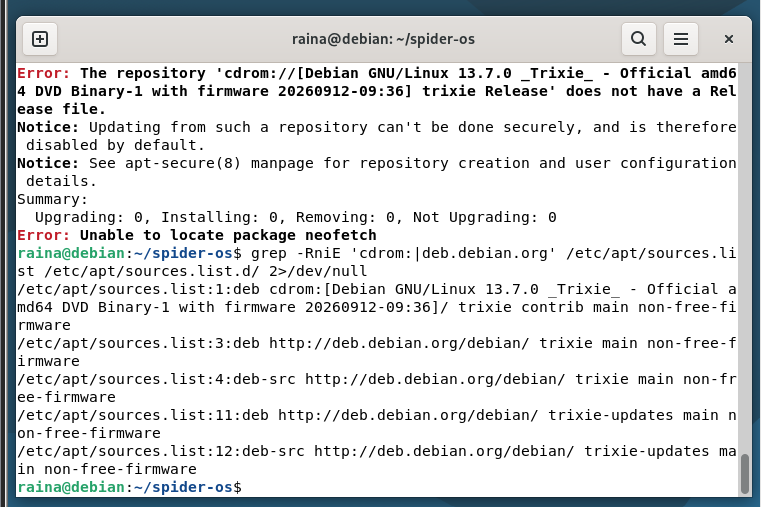 raina@debian: ~/spider-os
Error: The repository 'cdrom://[Debian GNU/Linux 13.7.0 _Trixie_ - Official amd6
4 DVD Binary-1 with firmware 20260912-09:36] trixie Release' does not have a Rel
ease file.
Notice: Updating from such a repository can't be done securely, and is therefore
 disabled by default.
Notice: See apt-secure(8) manpage for repository creation and user configuration
 details.
Summary:
  Upgrading: 0, Installing: 0, Removing: 0, Not Upgrading: 0
Error: Unable to locate package neofetch
raina@debian:~/spider-os$ grep -RniE 'cdrom:|deb.debian.org' /etc/apt/sources.li
st /etc/apt/sources.list.d/ 2>/dev/null
/etc/apt/sources.list:1:deb cdrom:[Debian GNU/Linux 13.7.0 _Trixie_ - Official a
md64 DVD Binary-1 with firmware 20260912-09:36]/ trixie contrib main non-free-fi
rmware
/etc/apt/sources.list:3:deb http://deb.debian.org/debian/ trixie main non-free-f
irmware
/etc/apt/sources.list:4:deb-src http://deb.debian.org/debian/ trixie main non-fr
ee-firmware
/etc/apt/sources.list:11:deb http://deb.debian.org/debian/ trixie-updates main n
on-free-firmware
/etc/apt/sources.list:12:deb-src http://deb.debian.org/debian/ trixie-updates ma
in non-free-firmware
raina@debian:~/spider-os$